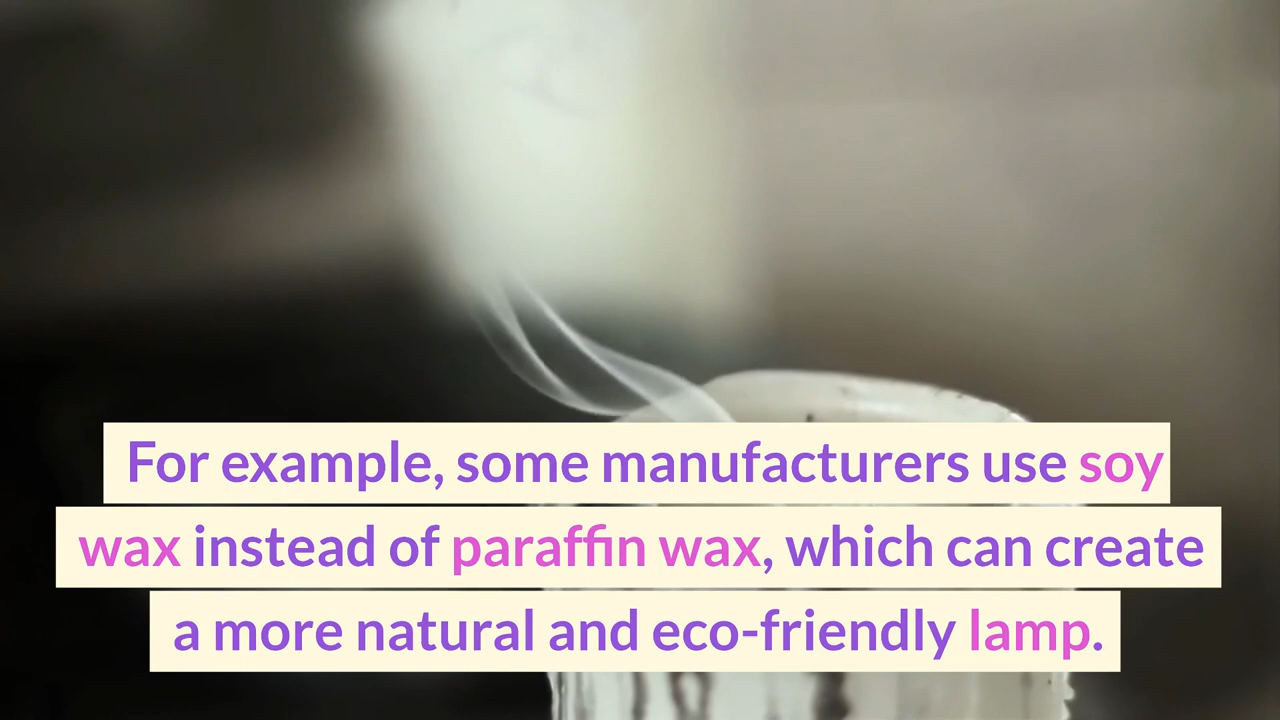 For example, some manufacturers use soy
wax instead of paraffin wax, which can create
a more natural and eco-friendly lamp.